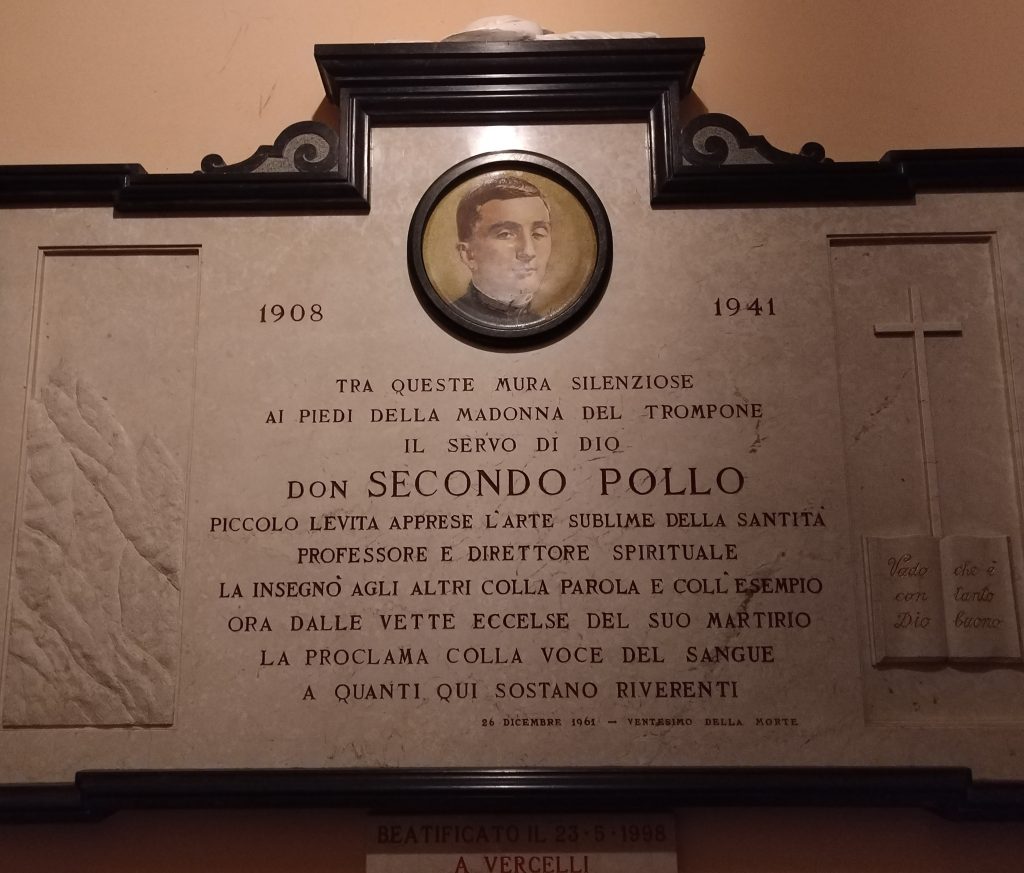 1908
1941
TRA QUESTE MURA SILENZIOSE
AI PIEDI DELLA MADONNA DEL TROMPONE
IL SERVO DI DIO
DON SECONDO POLLO
PICCOLO LEVITA APPRESE L'ARTE SUBLIME DELLA SANTITÀ
PROFESSORE E DIRETTORE SPIRITUALE
LA INSEGNÒ AGLI ALTRI COLLA PAROLA E COLL'ESEMPIO
ORA DALLE VETTE ECCELSE DEL SUO MARTIRIO
LA PROCLAMA COLLA VOCE DEL SANGUE
A QUANTI QUI SOSTANO RIVERENTI
26 DICEMBRE 1961 — VENTESIMO DELLA MORTE
Vado
con
Dio
che è
tanto
buono
BEATIFICATO IL 23·5·1998
A VERCELLI